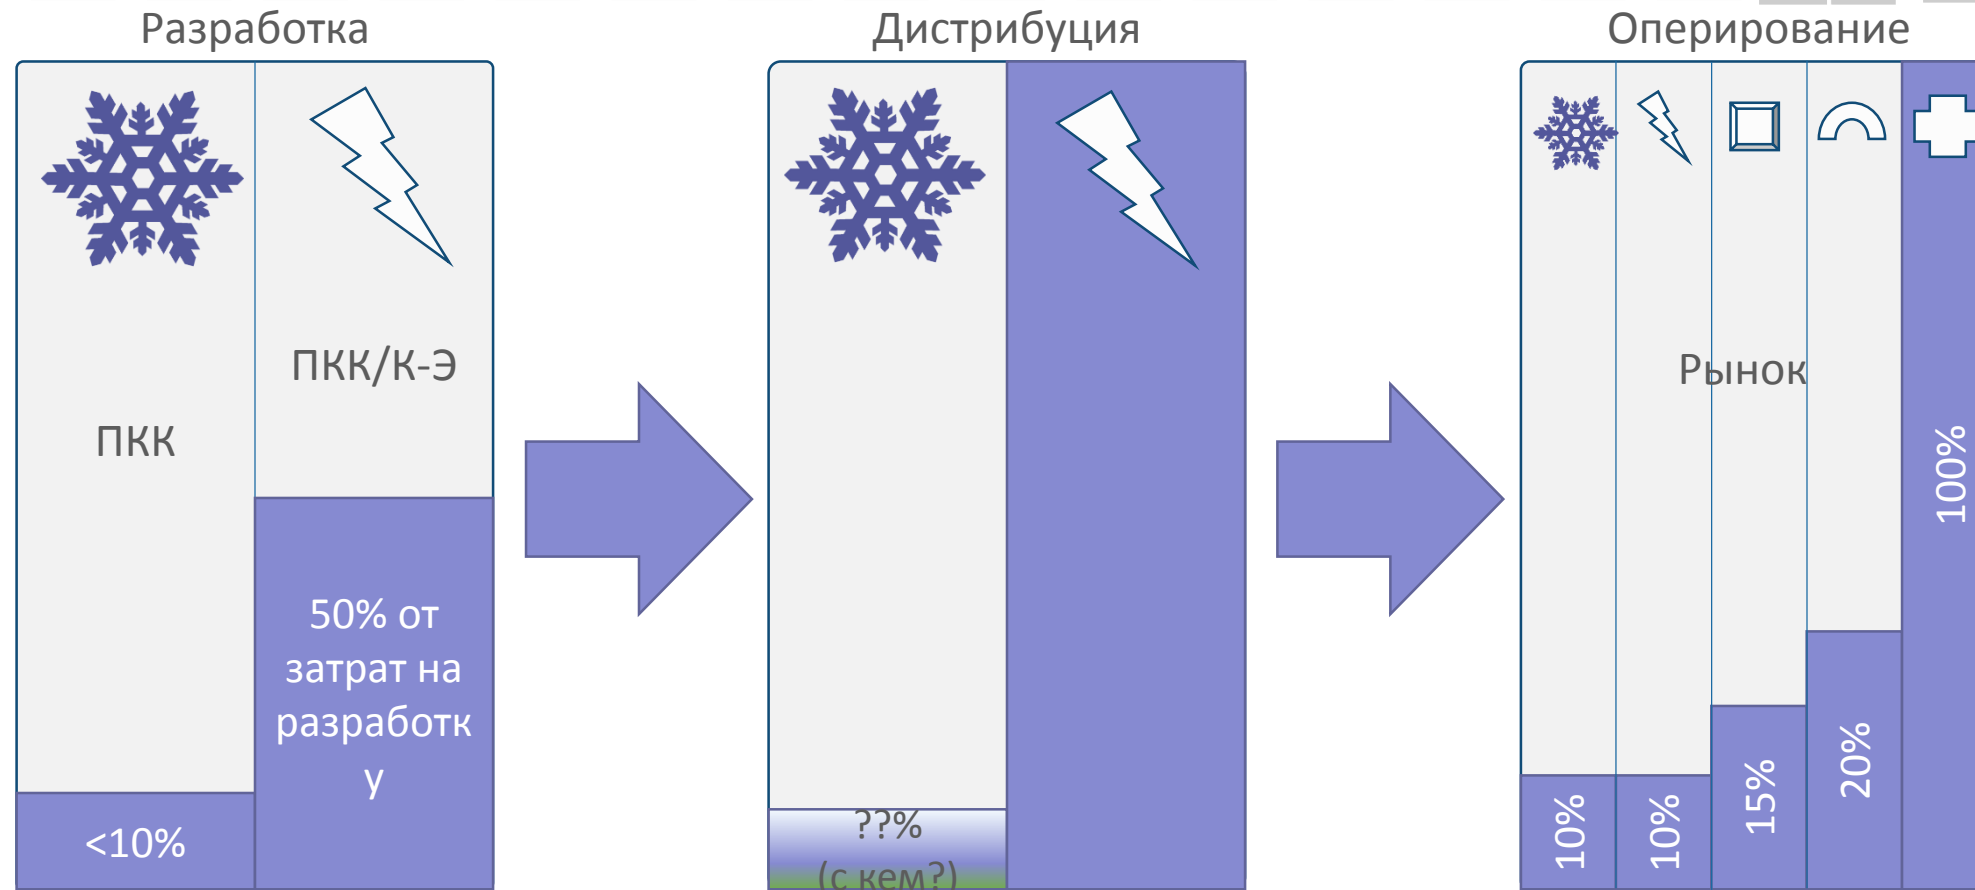 Разработка
ПКК
<10%
ПКК/К-Э
50% от
затрат на
разработк
у
Дистрибуция
??%
(с кем?)
Оперирование
Рынок
10%
10%
15%
20%
100%